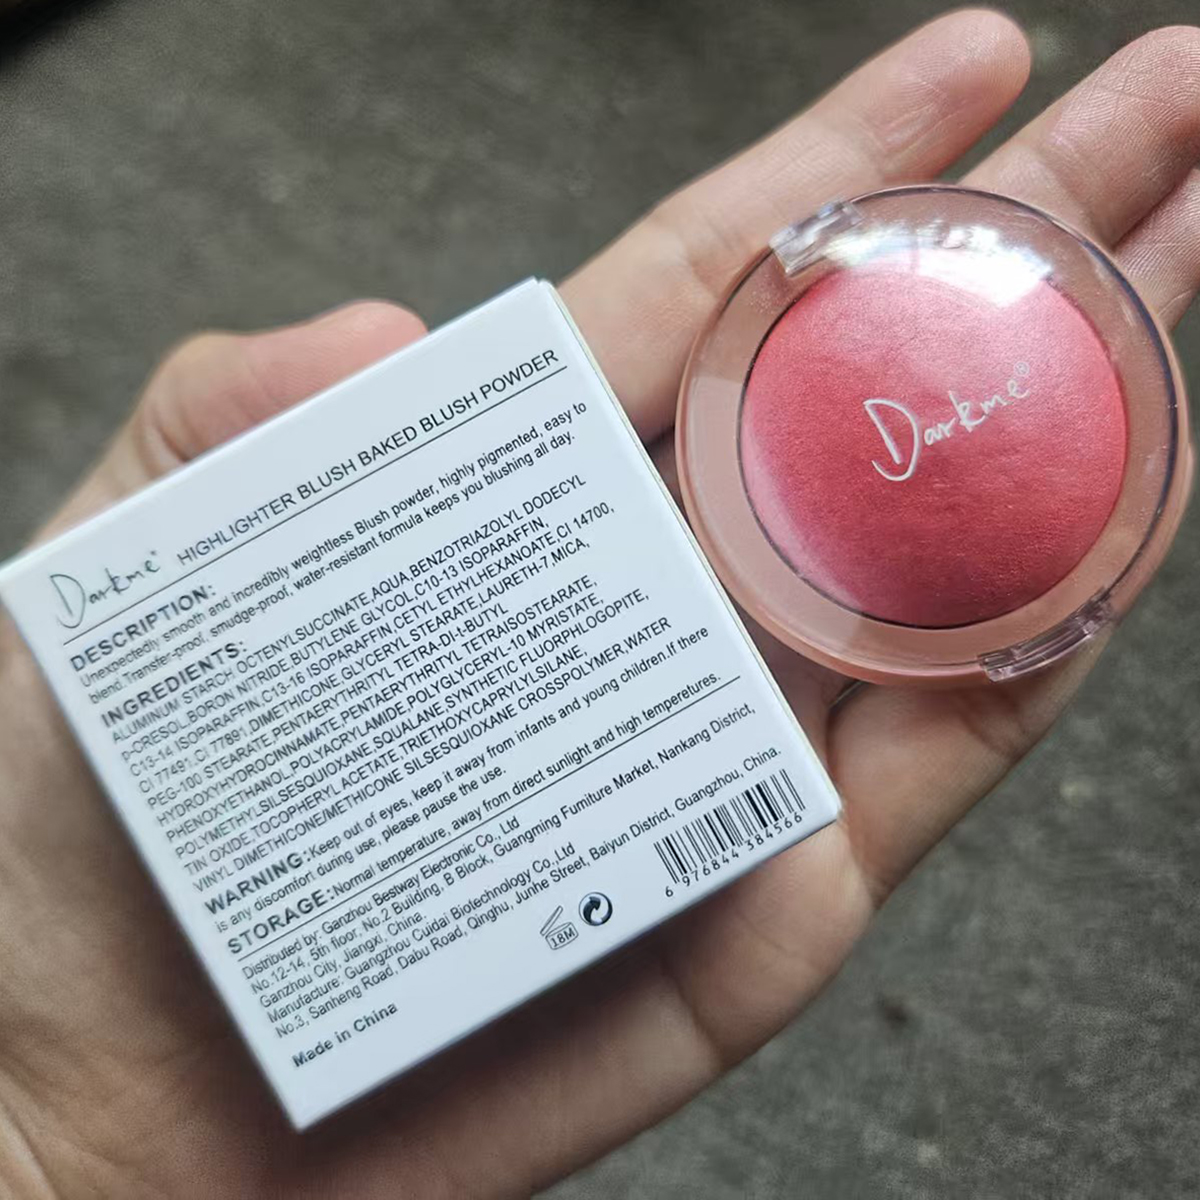 Darkme® HIGHLIGHTER BLUSH BAKED BLUSH POWDER
DESCRIPTION:
Unexpectedly smooth and incredibly weightless Blush powder, highly pigmented, easy to
blend.Transfer-proof, smudge-proof, water-resistant formula keeps you blushing all day.
INGREDIENTS:
ALUMINUM STARCH OCTENYLSUCCINATE,AQUA,BENZOTRIAZOLYL DODECYL
p-CRESOL,BORON NITRIDE,BUTYLENE GLYCOL,C10-13 ISOPARAFFIN,
C13-14 ISOPARAFFIN,C13-16 ISOPARAFFIN,CETYL ETHYLHEXANOATE,CI 14700,
CI 77491,CI 77891,DIMETHICONE,GLYCERYL STEARATE,LAURETH-7,MICA,
PEG-100 STEARATE,PENTAERYTHRITYL TETRA-DI-t-BUTYL
HYDROXYHYDROCINNAMATE,PENTAERYTHRITYL TETRAISOSTEARATE,
PHENOXYETHANOL,POLYACRYLAMIDE,POLYGLYCERYL-10 MYRISTATE,
POLYMETHYLSILSESQUIOXANE,SQUALANE,SYNTHETIC FLUORPHLOGOPITE,
TIN OXIDE,TOCOPHERYL ACETATE,TRIETHOXYCAPRYLYLSILANE,
VINYL DIMETHICONE/METHICONE SILSESQUIOXANE CROSSPOLYMER,WATER
WARNING:Keep out of eyes, keep it away from infants and young children.If there
is any discomfort during use, please pause the use.
STORAGE:Normal temperature, away from direct sunlight and high temperetures.
Distributed by: Ganzhou Bestway Electronic Co., Ltd
No.12-14, 5th floor, No.2 Building, B Block, Guangming Furniture Market, Nankang District,
Ganzhou City, Jiangxi, China.
Manufacture: Guangzhou Cuidai Biotechnology Co.,Ltd
No.3, Sanheng Road, Dabu Road, Qinghu, Junhe Street, Baiyun District, Guangzhou, China.
Made in China
18M
6 976844 384566
Darkme®